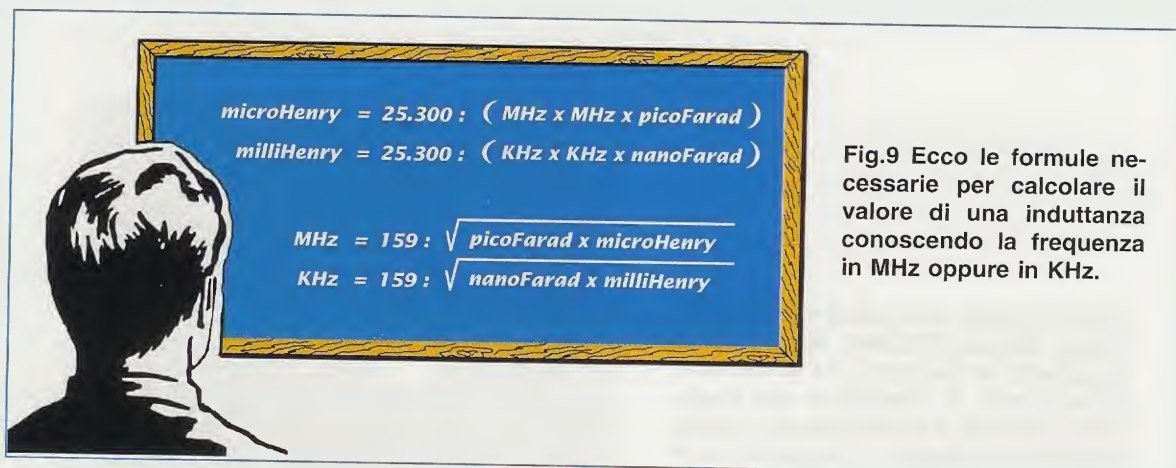 microHenry = 25.300 : ( MHz x MHz x picoFarad )
milliHenry = 25.300 : ( KHz x KHz x nanoFarad )
MHz = 159 : √ picoFarad x microHenry
KHz = 159 : √ nanoFarad x milliHenry
Fig.9 Ecco le formule ne-
cessarie per calcolare il
valore di una induttanza
conoscendo la frequenza
in MHz oppure in KHz.